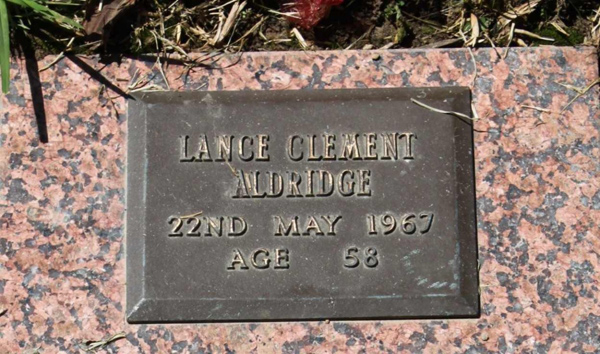 LANCE CLEMENT
ALDRIDGE
22ND MAY 1967
AGE 58